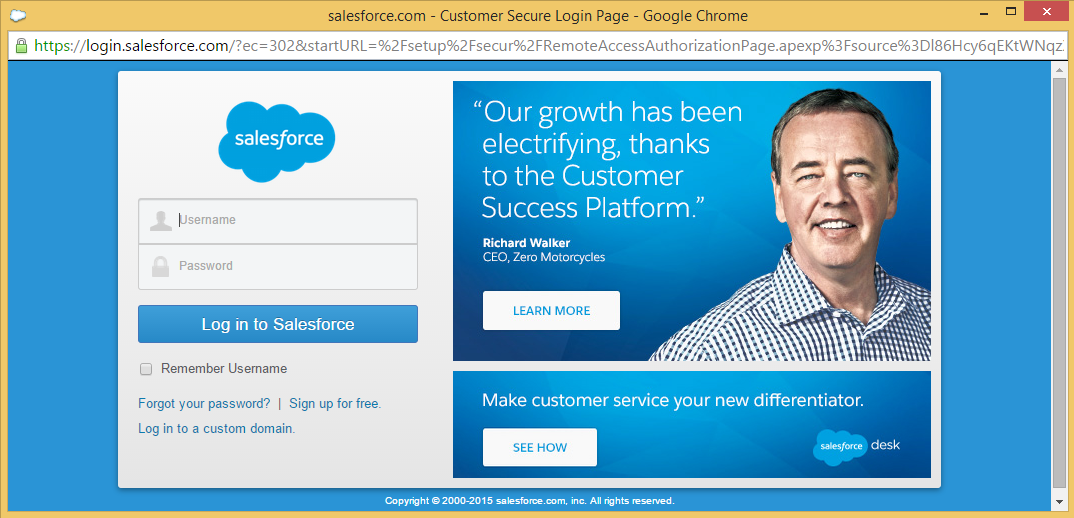 salesforce.com - Customer Secure Login Page - Google Chrome
https://login.salesforce.com/?ec=302&startURL=%2Fsetup%2Fsecur%2FRemoteAccessAuthorizationPage.apexp%3Fsource%3Dl86Hcy6qEKtWNqz
salesforce
Username
Password
Log in to Salesforce
Remember Username
Forgot your password? | Sign up for free.
Log in to a custom domain.
“Our growth has been
electrifying, thanks
to the Customer
Success Platform.”
Richard Walker
CEO, Zero Motorcycles
LEARN MORE
Make customer service your new differentiator.
SEE HOW
salesforce desk
Copyright © 2000-2015 salesforce.com, inc. All rights reserved.